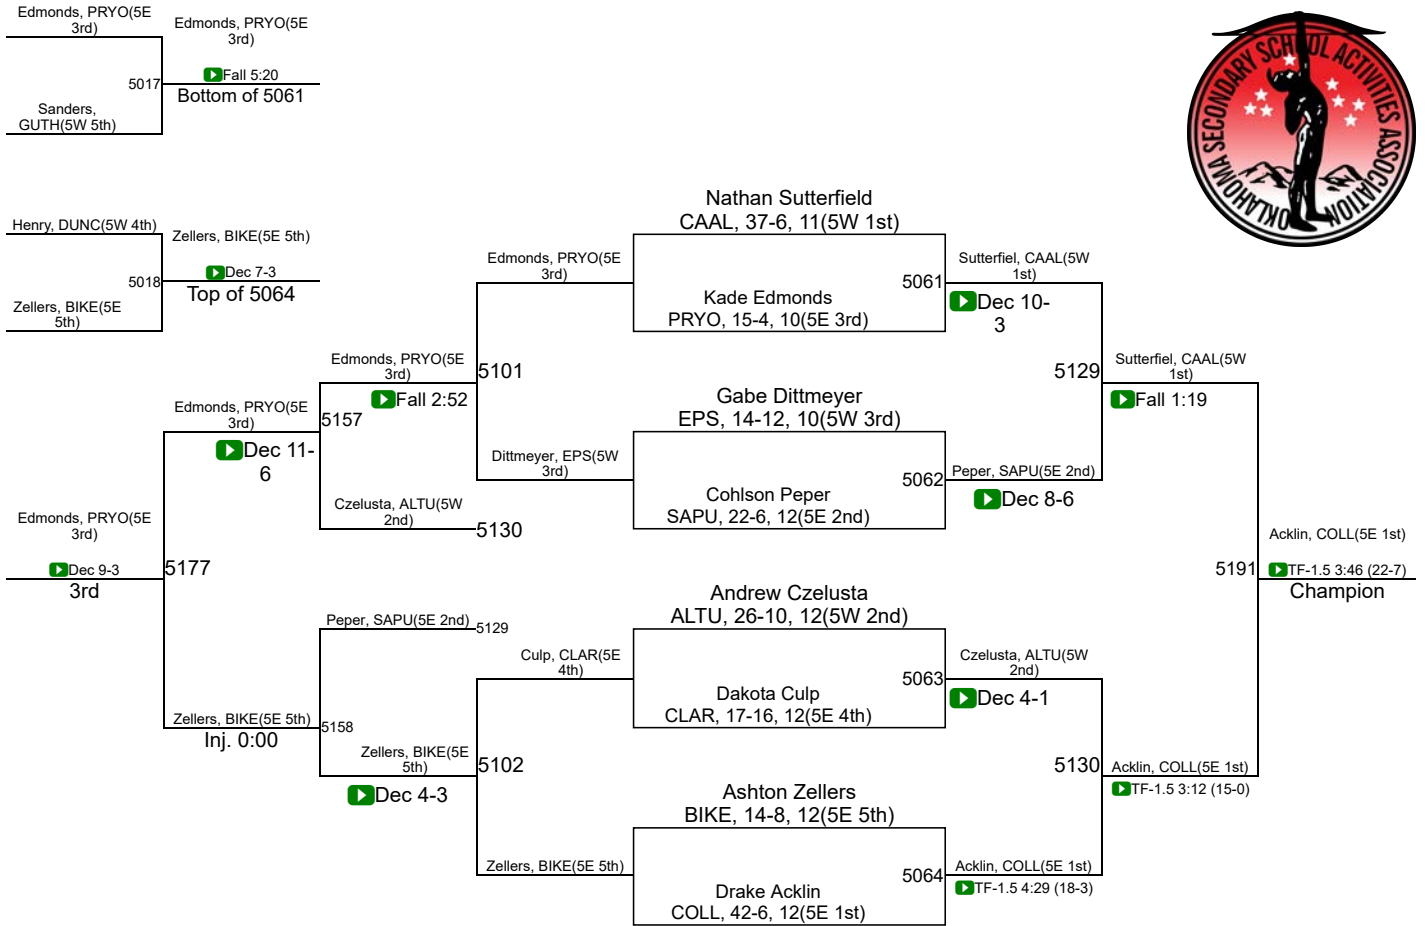 Edmonds, PRYO(5E
3rd)
Edmonds, PRYO(5E
3rd)
5017
Fall 5:20
Bottom of 5061
Sanders,
GUTH(5W 5th)
OKLAHOMA SECONDARY SCHOOL ACTIVITIES ASSOCIATION
Henry, DUNC(5W 4th)
Zellers, BIKE(5E 5th)
5018
Dec 7-3
Top of 5064
Zellers, BIKE(5E
5th)
Nathan Sutterfield
CAAL, 37-6, 11(5W 1st)
Edmonds, PRYO(5E
3rd)
5061
Sutterfiel, CAAL(5W
1st)
Kade Edmonds
PRYO, 15-4, 10(5E 3rd)
Dec 10-
3
Edmonds, PRYO(5E
3rd)
5101
Fall 2:52
5129
Sutterfiel, CAAL(5W
1st)
Fall 1:19
Gabe Dittmeyer
EPS, 14-12, 10(5W 3rd)
Edmonds, PRYO(5E
3rd)
5157
Dec 11-
6
Dittmeyer, EPS(5W
3rd)
5062
Peper, SAPU(5E 2nd)
Dec 8-6
Cohlson Peper
SAPU, 22-6, 12(5E 2nd)
Czelusta, ALTU(5W
2nd)
5130
Edmonds, PRYO(5E
3rd)
Dec 9-3
3rd
5177
5191
Acklin, COLL(5E 1st)
TF-1.5 3:46 (22-7)
Champion
Andrew Czelusta
ALTU, 26-10, 12(5W 2nd)
Peper, SAPU(5E 2nd)
5129
Culp, CLAR(5E
4th)
5063
Czelusta, ALTU(5W
2nd)
Dec 4-1
Dakota Culp
CLAR, 17-16, 12(5E 4th)
Zellers, BIKE(5E 5th)
5158
Inj. 0:00
Zellers, BIKE(5E
5th)
5102
Dec 4-3
5130
Acklin, COLL(5E 1st)
TF-1.5 3:12 (15-0)
Ashton Zellers
BIKE, 14-8, 12(5E 5th)
Zellers, BIKE(5E 5th)
5064
Acklin, COLL(5E 1st)
TF-1.5 4:29 (18-3)
Drake Acklin
COLL, 42-6, 12(5E 1st)